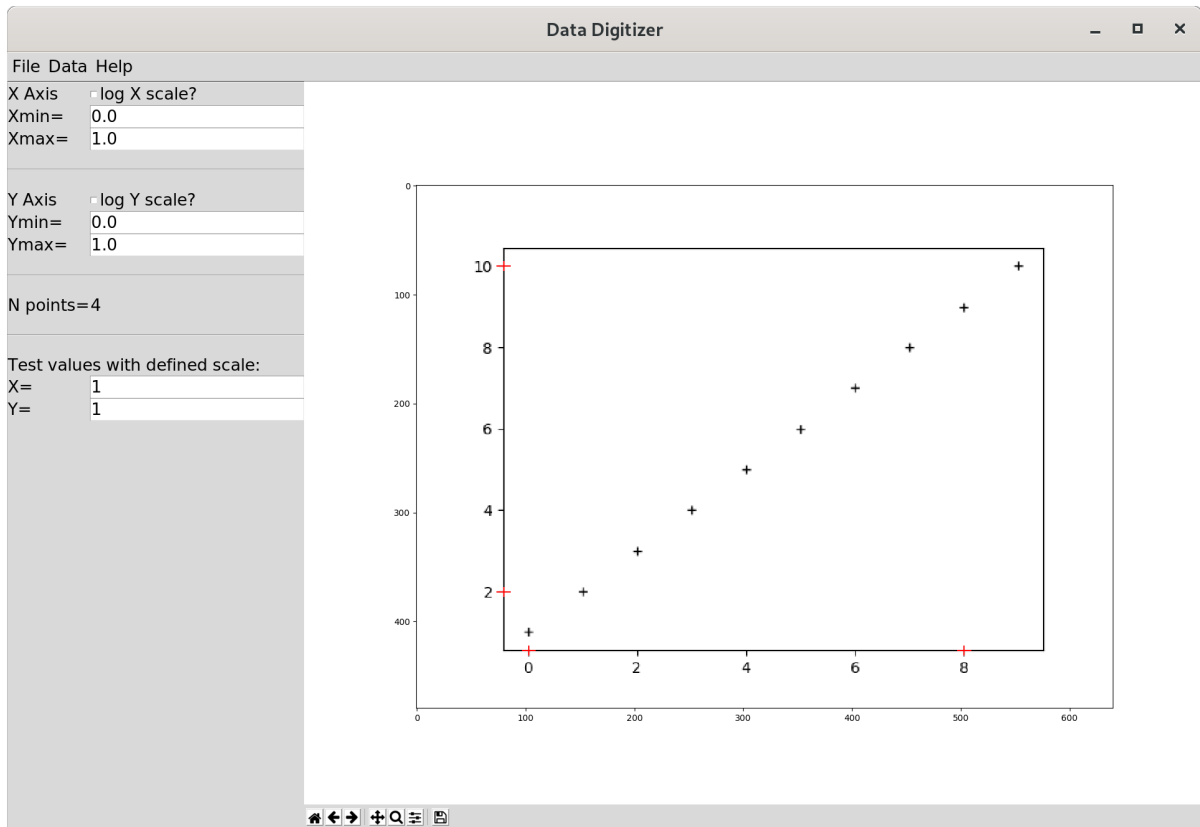 Data Digitizer
File Data Help
X Axis log X scale?
Xmin= 0.0
Xmax= 1.0
Y Axis log Y scale?
Ymin= 0.0
Ymax= 1.0
N points=4
Test values with defined scale:
X= 1
Y= 1
0
10
100
8
200
6
300
4
2
400
0 2 4 6 8
0 100 200 300 400 500 600